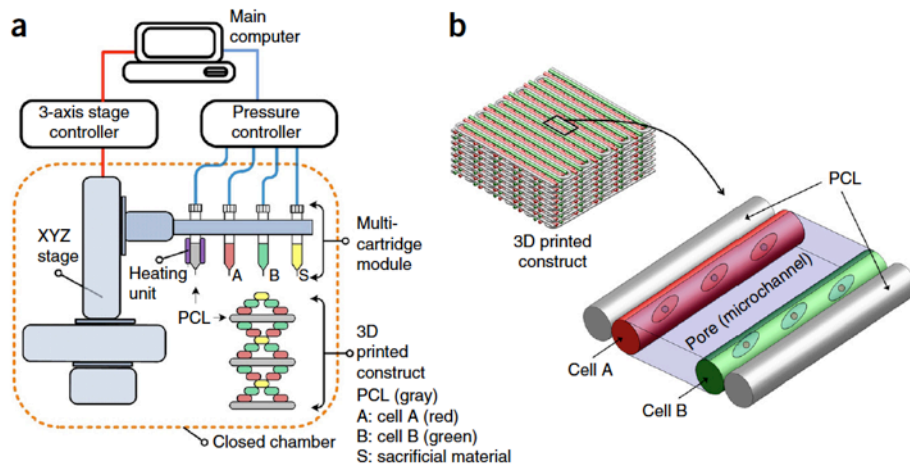 a
Main
computer
3-axis stage
controller
Pressure
controller
XYZ
stage
Heating
unit
A
B
S
Multi-
cartridge
module
PCL
3D
printed
construct
PCL (gray)
A: cell A (red)
B: cell B (green)
S: sacrificial material
Closed chamber
b
3D printed
construct
PCL
Pore (microchannel)
Cell A
Cell B